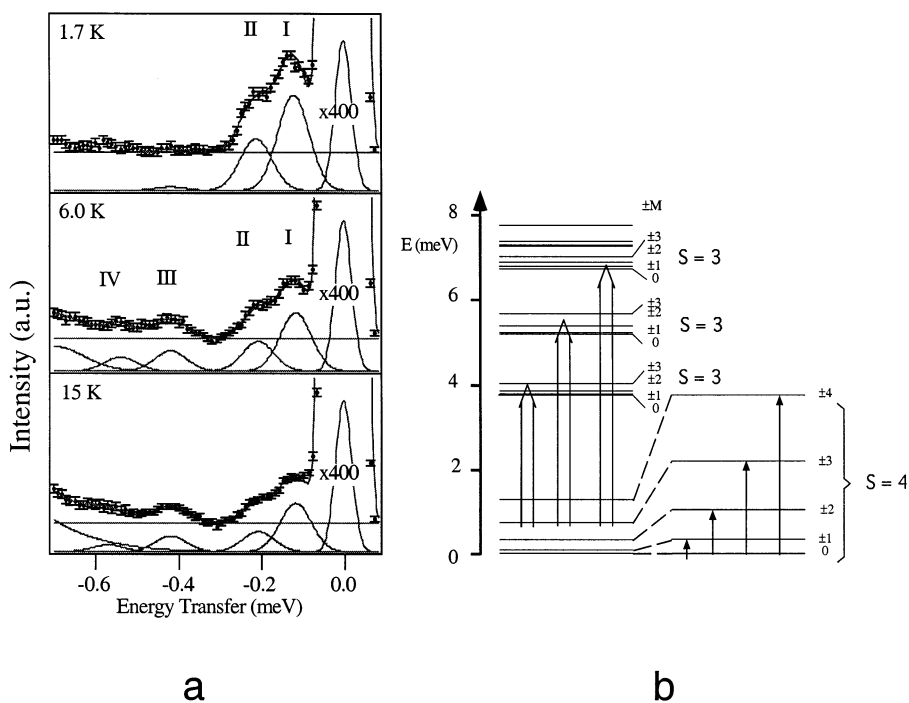 1.7 K
II
I
x400
6.0 K
II
I
IV
III
x400
15 K
x400
Intensity (a.u.)
-0.6
-0.4
-0.2
0.0
Energy Transfer (meV)
a
8
E (meV)
6
4
2
0
±M
±3
±2
±1
0
S = 3
±3
±2
±1
0
S = 3
±3
±2
±1
0
S = 3
±4
±3
±2
±1
0
S = 4
b